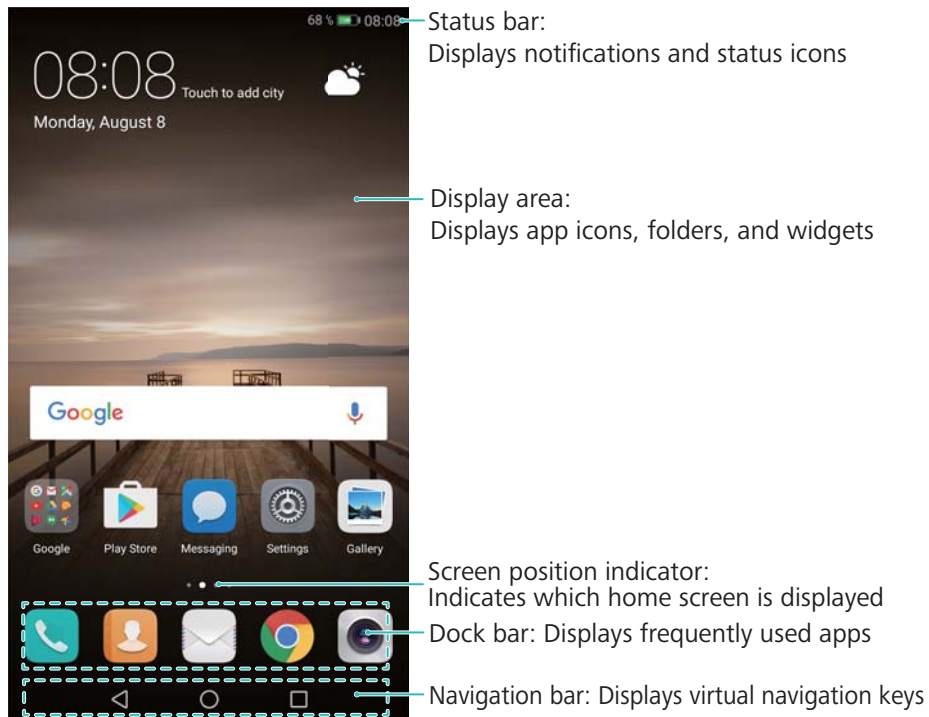 68 % 08:08
Status bar:
Displays notifications and status icons
08:08 Touch to add city
Monday, August 8
Display area:
Displays app icons, folders, and widgets
Google
Google Play Store Messaging Settings Gallery
Screen position indicator:
Indicates which home screen is displayed
Dock bar: Displays frequently used apps
Navigation bar: Displays virtual navigation keys